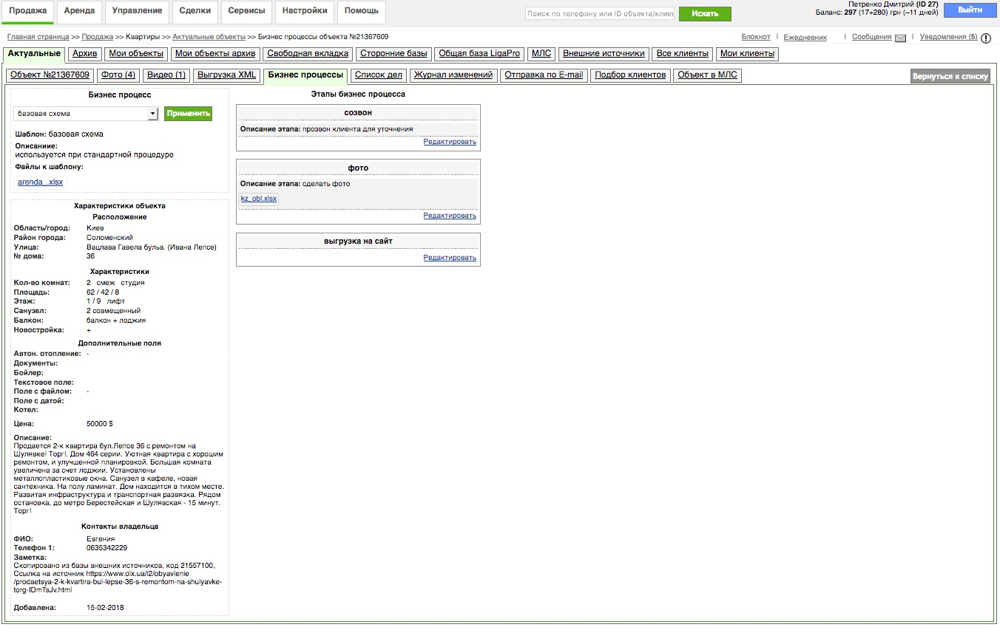 Продажа Аренда Управление Сделки Сервисы Настройки Помощь
Поиск по телефону или ID объекта/клиен Искать
Петренко Дмитрий (ID 27)
Баланс: 297 (17+280) грн (~11 дней)
Выйти
Главная страница >> Продажа >> Квартиры >> Актуальные объекты >> Бизнес процессы объекта №21367609
Блокнот | Ежедневник | Сообщения | Уведомления (5)
Актуальные Архив Мои объекты Мои объекты архив Свободная вкладка Сторонние базы Общая база LigaPro МЛС Внешние источники Все клиенты Мои клиенты
Объект №21367609 Фото (4) Видео (1) Выгрузка XML Бизнес процессы Список дел Журнал изменений Отправка по E-mail Подбор клиентов Объект в МЛС Вернуться к списку
Бизнес процесс
базовая схема Применить
Шаблон: базовая схема
Описаниие:
используется при стандартной процедуре
Файлы к шаблону:
arenda_.xlsx
Характеристики объекта
Расположение
Область/город: Киев
Район города: Соломенский
Улица: Вацлава Гавела бульв. (Ивана Лепсе)
№ дома: 36
Характеристики
Кол-во комнат: 2 смеж студия
Площадь: 62 / 42 / 8
Этаж: 1 / 9 лифт
Санузел: 2 совмещенный
Балкон: балкон + лоджия
Новостройка: +
Дополнительные поля
Автон. отопление: -
Документы:
Бойлер:
Текстовое поле:
Поле с файлом: -
Поле с датой:
Котел:
Цена: 50000 $
Описание:
Продается 2-к квартира бул.Лепсе 36 с ремонтом на
Шулявке! Торг!. Дом 464 серии. Уютная квартира с хорошим
ремонтом, и улучшенной планировкой. Большая комната
увеличена за счет лоджии. Установлены
металлопластиковые окна. Санузел в кафеле, новая
сантехника. На полу ламинат. Дом находится в тихом месте.
Развитая инфраструктура и транспортная развязка. Рядом
остановка, до метро Берестейская и Шулявская - 15 минут.
Торг!
Контакты владельца
ФИО: Евгения
Телефон 1: 0635342229
Заметка:
Скопировано из базы внешних источников, код 21557100,
Ссылка на источник https://www.olx.ua/i2/obyavlenie
/prodaetsya-2-k-kvartira-bul-lepse-36-s-remontom-na-shulyavke-
torg-IDmTsJv.html
Добавлена: 15-02-2018
Этапы бизнес процесса
созвон
Описание этапа: прозвон клиента для уточнения
Редактировать
фото
Описание этапа: сделать фото
kz_obl.xlsx
Редактировать
выгрузка на сайт
Редактировать